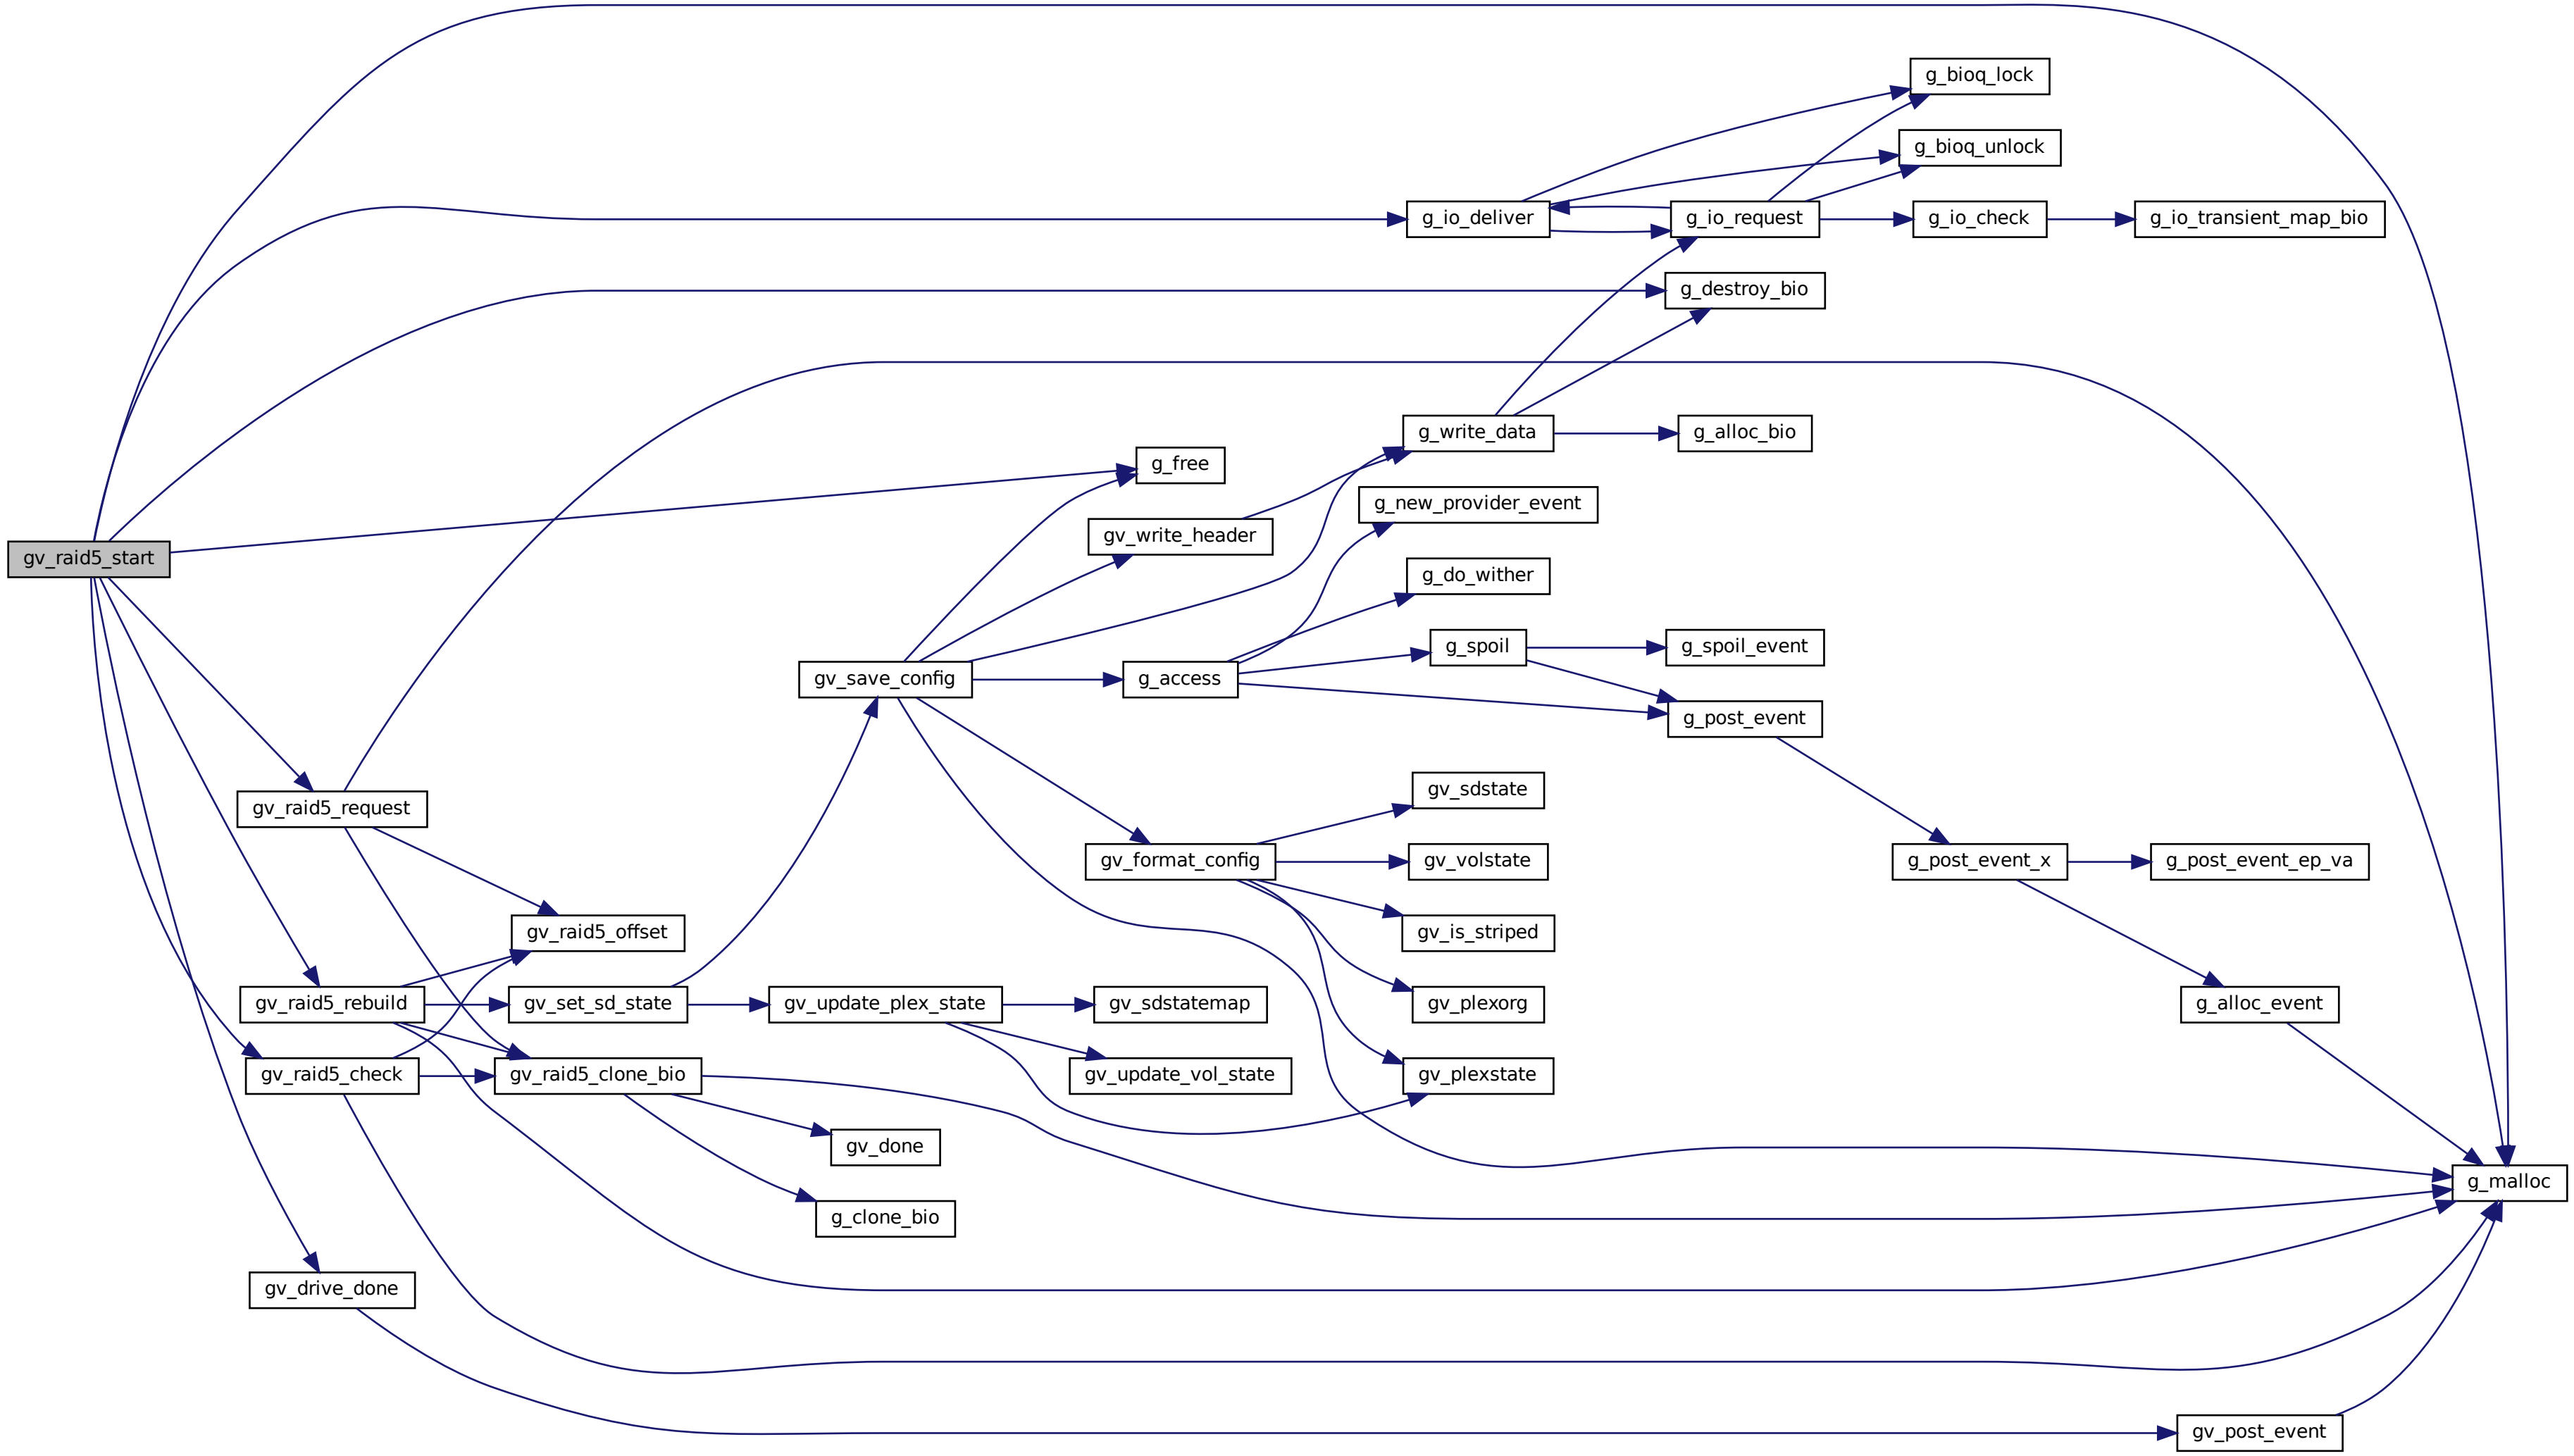 g_bioq_lock
g_bioq_unlock
g_io_deliver
g_io_request
g_io_check
g_io_transient_map_bio
g_destroy_bio
g_write_data
g_alloc_bio
g_free
g_new_provider_event
gv_write_header
gv_raid5_start
g_do_wither
g_spoil
g_spoil_event
gv_save_config
g_access
g_post_event
gv_sdstate
gv_raid5_request
gv_format_config
gv_volstate
g_post_event_x
g_post_event_ep_va
gv_raid5_offset
gv_is_striped
gv_raid5_rebuild
gv_set_sd_state
gv_update_plex_state
gv_sdstatemap
gv_plexorg
g_alloc_event
gv_raid5_check
gv_raid5_clone_bio
gv_update_vol_state
gv_plexstate
gv_done
g_malloc
g_clone_bio
gv_drive_done
gv_post_event